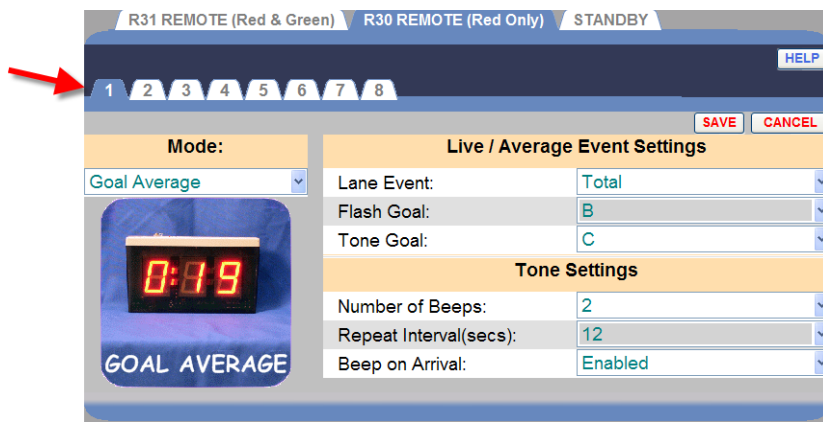 R31 REMOTE (Red & Green) R30 REMOTE (Red Only) STANDBY
HELP
1 2 3 4 5 6 7 8
SAVE CANCEL
Mode: Live / Average Event Settings
Goal Average Lane Event: Total
Flash Goal: B
Tone Goal: C
Tone Settings
0:19
Number of Beeps: 2
Repeat Interval(secs): 12
GOAL AVERAGE Beep on Arrival: Enabled